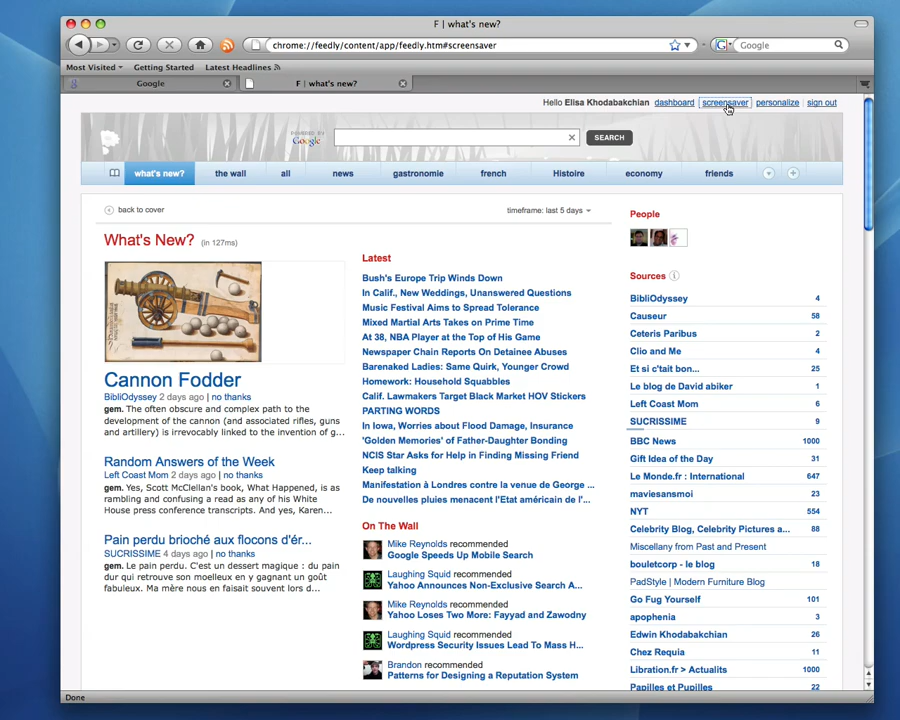 F | what's new?
chrome://feedly/content/app/feedly.htm#screensaver
Google
Most Visited Getting Started Latest Headlines
Google
F | what's new?
Hello Elisa Khodabakchian dashboard screensaver personalize sign out
POWERED BY
Google
SEARCH
what's new? the wall all news gastronomie french Histoire economy friends
back to cover
timeframe: last 5 days
What's New? (in 127ms)
Cannon Fodder
BibliOdyssey 2 days ago | no thanks
gem. The often obscure and complex path to the
development of the cannon (and associated rifles, guns
and artillery) is irrevocably linked to the invention of g...
Random Answers of the Week
Left Coast Mom 2 days ago | no thanks
gem. Yes, Scott McClellan's book, What Happened, is as
rambling and confusing a read as any of his White
House press conference transcripts. And yes, Karen...
Pain perdu brioché aux flocons d'ér...
SUCRISSIME 4 days ago | no thanks
gem. Le pain perdu. C'est un dessert magique : du pain
dur qui retrouve son moelleux en y gagnant un goût
fabuleux. Ma mère nous en faisait souvent lors d...
Latest
Bush's Europe Trip Winds Down
In Calif., New Weddings, Unanswered Questions
Music Festival Aims to Spread Tolerance
Mixed Martial Arts Takes on Prime Time
At 38, NBA Player at the Top of His Game
Newspaper Chain Reports On Detainee Abuses
Barenaked Ladies: Same Quirk, Younger Crowd
Homework: Household Squabbles
Calif. Lawmakers Target Black Market HOV Stickers
PARTING WORDS
In Iowa, Worries about Flood Damage, Insurance
'Golden Memories' of Father-Daughter Bonding
NCIS Star Asks for Help in Finding Missing Friend
Keep talking
Manifestation à Londres contre la venue de George ...
De nouvelles pluies menacent l'Etat américain de l'...
On The Wall
Mike Reynolds recommended
Google Speeds Up Mobile Search
Laughing Squid recommended
Yahoo Announces Non-Exclusive Search A...
Mike Reynolds recommended
Yahoo Loses Two More: Fayyad and Zawodny
Laughing Squid recommended
Wordpress Security Issues Lead To Mass H...
Brandon recommended
Patterns for Designing a Reputation System
People
Sources
BibliOdyssey 4
Causeur 58
Ceteris Paribus 2
Clio and Me 4
Et si c'tait bon... 25
Le blog de David abiker 1
Left Coast Mom 6
SUCRISSIME 9
BBC News 1000
Gift Idea of the Day 31
Le Monde.fr : International 647
maviesansmoi 23
NYT 554
Celebrity Blog, Celebrity Pictures a... 88
Miscellany from Past and Present
bouletcorp - le blog 18
PadStyle | Modern Furniture Blog
Go Fug Yourself 101
apophenia 3
Edwin Khodabakchian 26
Chez Requia 11
Libration.fr > Actualits 1000
Papilles et Pupilles 22
Done